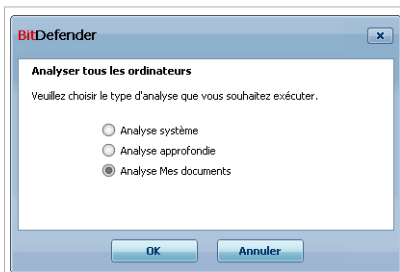 BitDefender
Analyser tous les ordinateurs
Veuillez choisir le type d'analyse que vous souhaitez exécuter.
Analyse système
Analyse approfondie
Analyse Mes documents
OK
Annuler